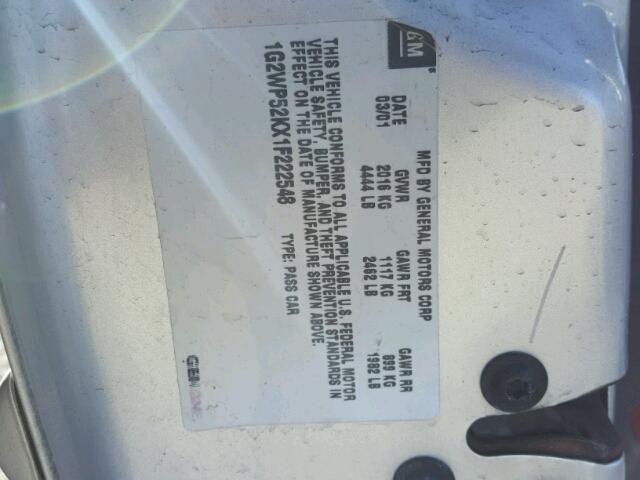 GM
MFD BY GENERAL MOTORS CORP
DATE GVWR GAWR FRT GAWR RR
03/01 2016 KG 1117 KG 899 KG
4444 LB 2462 LB 1982 LB
THIS VEHICLE CONFORMS TO ALL APPLICABLE U.S. FEDERAL MOTOR
VEHICLE SAFETY, BUMPER, AND THEFT PREVENTION STANDARDS IN
EFFECT ON THE DATE OF MANUFACTURE SHOWN ABOVE.
1G2WP52KX1F222548 TYPE: PASS CAR